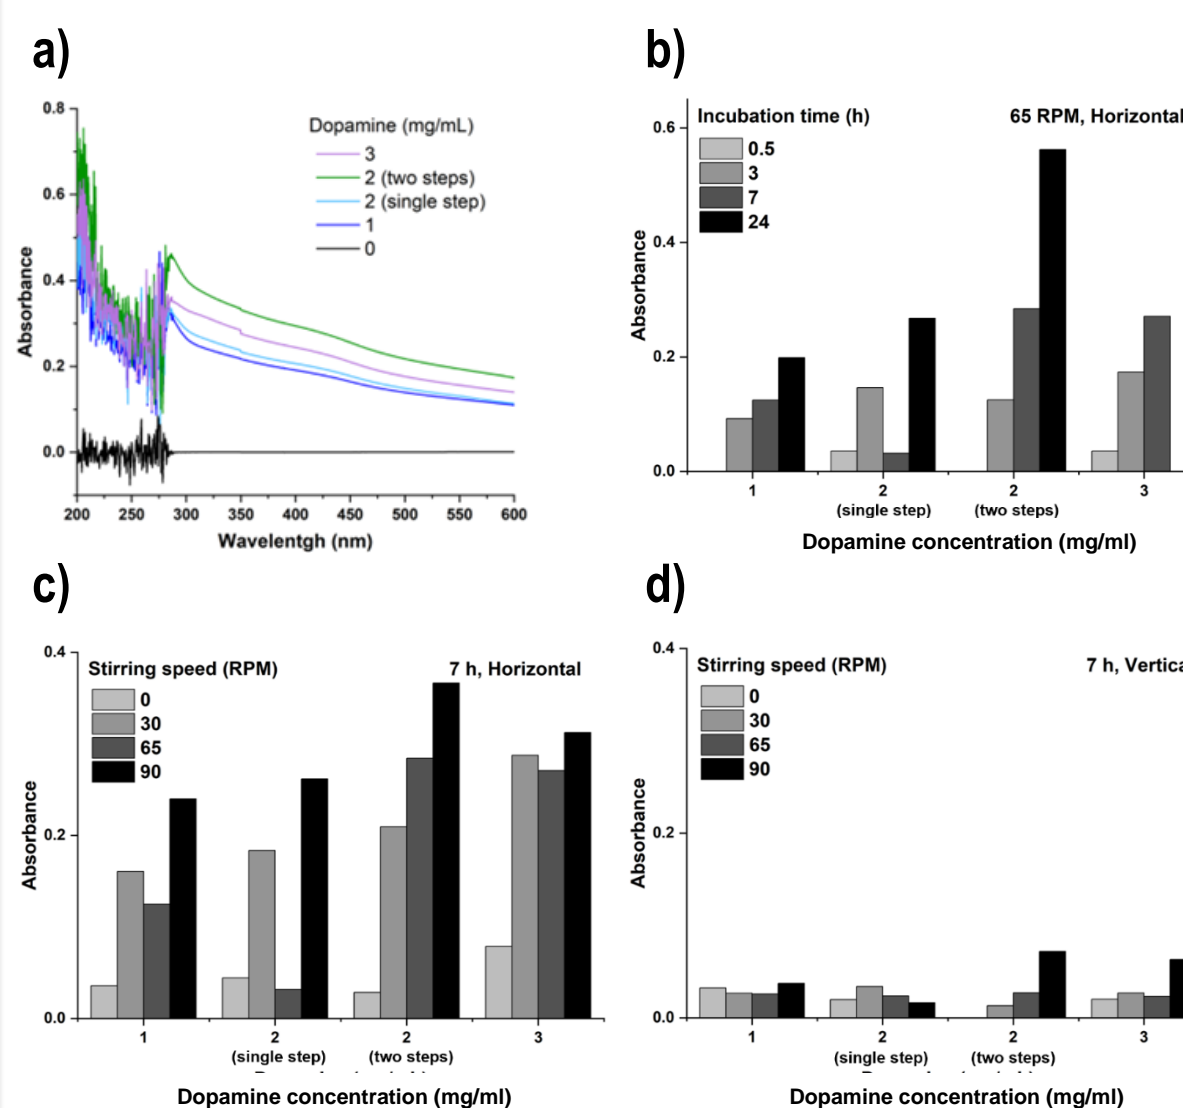 a)
0.8
0.6
0.4
0.2
0.0
Absorbance
Dopamine (mg/mL)
3
2 (two steps)
2 (single step)
1
0
200 250 300 350 400 450 500 550 600
Wavelentgh (nm)
b)
0.6
0.4
0.2
0.0
Absorbance
Incubation time (h)
65 RPM, Horizontal
0.5
3
7
24
1 2 2 3
(single step) (two steps)
Dopamine concentration (mg/ml)
c)
0.4
0.2
0.0
Absorbance
Stirring speed (RPM)
7 h, Horizontal
0
30
65
90
1 2 2 3
(single step) (two steps)
Dopamine concentration (mg/ml)
d)
0.4
0.2
0.0
Absorbance
Stirring speed (RPM)
7 h, Vertica
0
30
65
90
1 2 2 3
(single step) (two steps)
Dopamine concentration (mg/ml)